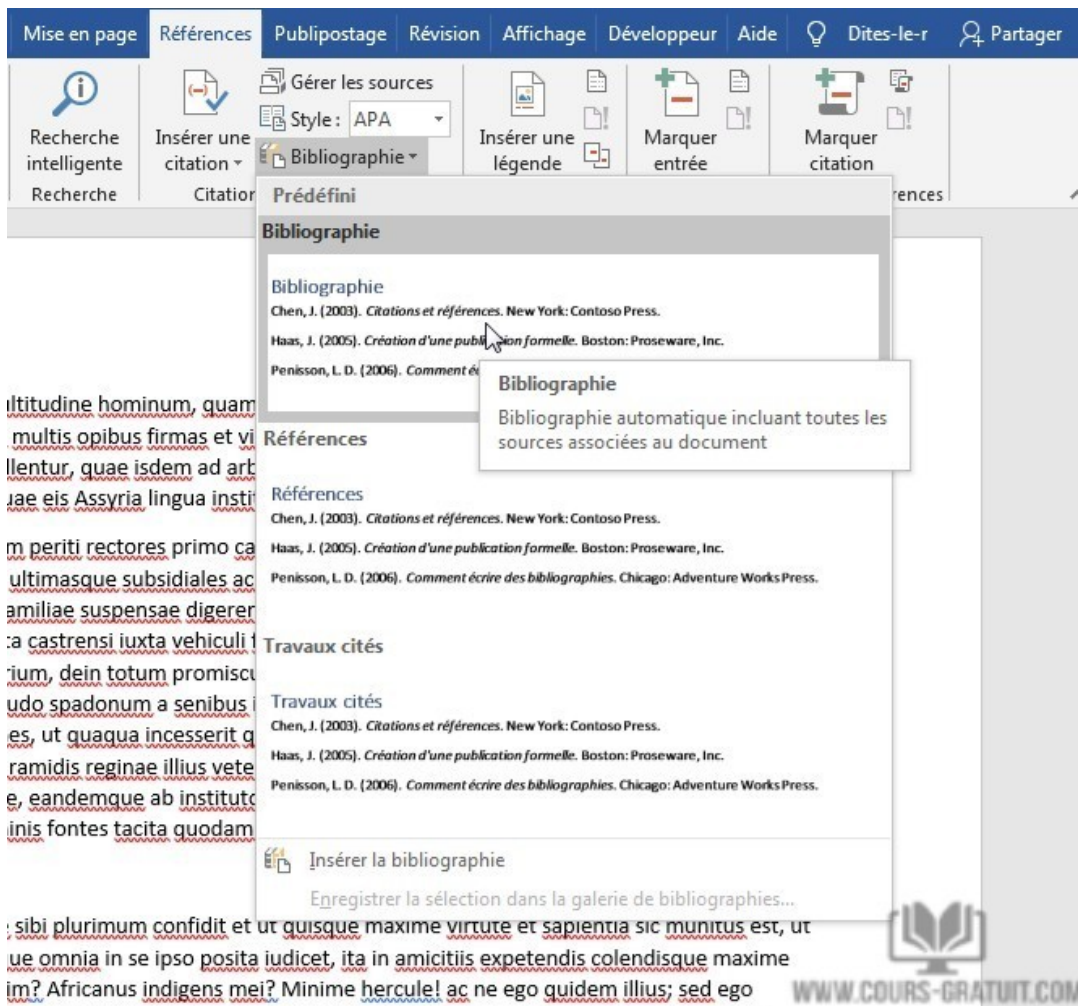 Mise en page Références Publipostage Révision Affichage Développeur Aide Dites-le-r Partager
Recherche intelligente
Recherche
Insérer une citation
Citation
Gérer les sources
Style : APA
Bibliographie
Insérer une légende
Marquer entrée
Marquer citation
rences
Prédéfini
Bibliographie
Bibliographie
Chen, J. (2003). Citations et références. New York: Contoso Press.
Haas, J. (2005). Création d'une publication formelle. Boston: Proseware, Inc.
Penisson, L. D. (2006). Comment
Bibliographie
Bibliographie automatique incluant toutes les
sources associées au document
Références
Références
Chen, J. (2003). Citations et références. New York: Contoso Press.
Haas, J. (2005). Création d'une publication formelle. Boston: Proseware, Inc.
Penisson, L. D. (2006). Comment écrire des bibliographies. Chicago: Adventure Works Press.
Travaux cités
Travaux cités
Chen, J. (2003). Citations et références. New York: Contoso Press.
Haas, J. (2005). Création d'une publication formelle. Boston: Proseware, Inc.
Penisson, L. D. (2006). Comment écrire des bibliographies. Chicago: Adventure Works Press.
Insérer la bibliographie
Enregistrer la sélection dans la galerie de bibliographies...
ultitudine hominum, quam
multis opibus firmas et vi
llentur, quae isdem ad arb
uae eis Assyria lingua insti
m periti rectores primo ca
ultimasque subsidiales ac
amiliae suspensae digerer
ta castrensi iuxta vehiculi
rium, dein totum promiscu
udo spadonum a senibus i
es, ut quaqua incesserit q
ramidis reginae illius vete
e, eandemque ab instituto
inis fontes tacita quodam
sibi plurimum confidit et ut quisque maxime virtute et sapientia sic munitus est, ut
ue omnia in se ipso posita iudicet, ita in amicitiis expetendis colendisque maxime
im? Africanus indigens mei? Minime hercule! ac ne ego quidem illius; sed ego
WWW.COURS-GRATUIT.COM